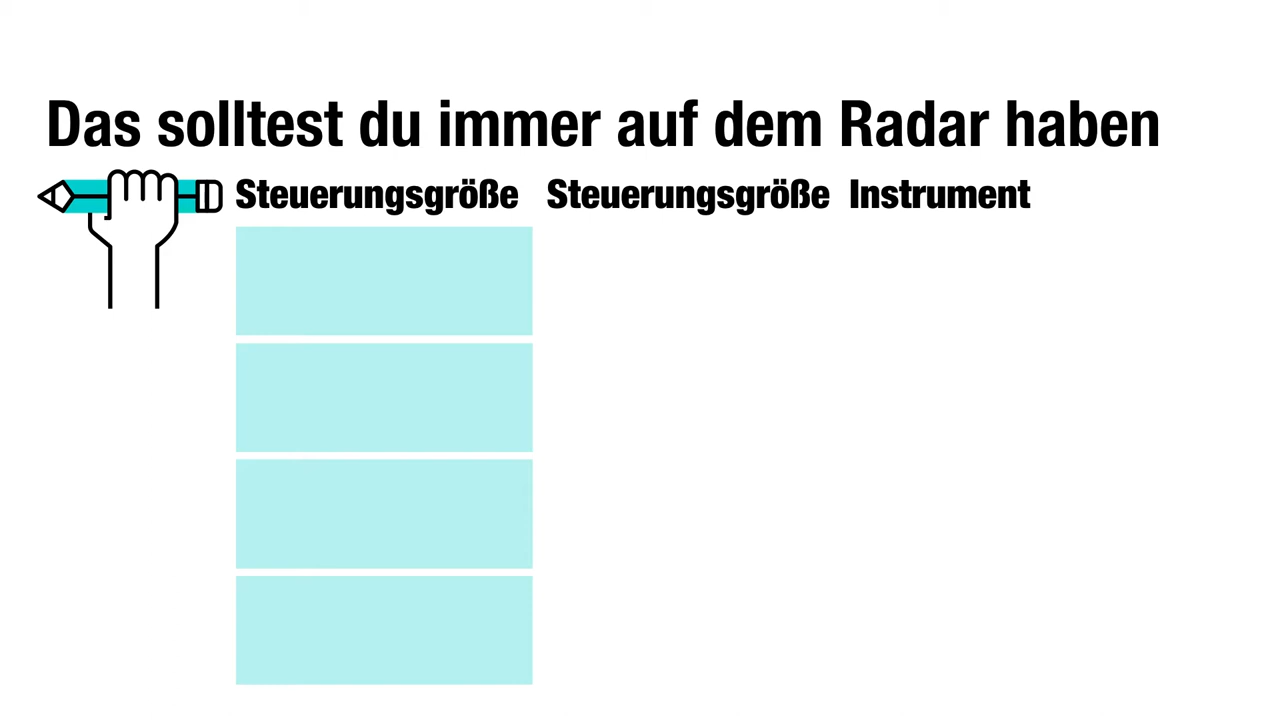 Das solltest du immer auf dem Radar haben
Steuerungsgröße Steuerungsgröße Instrument